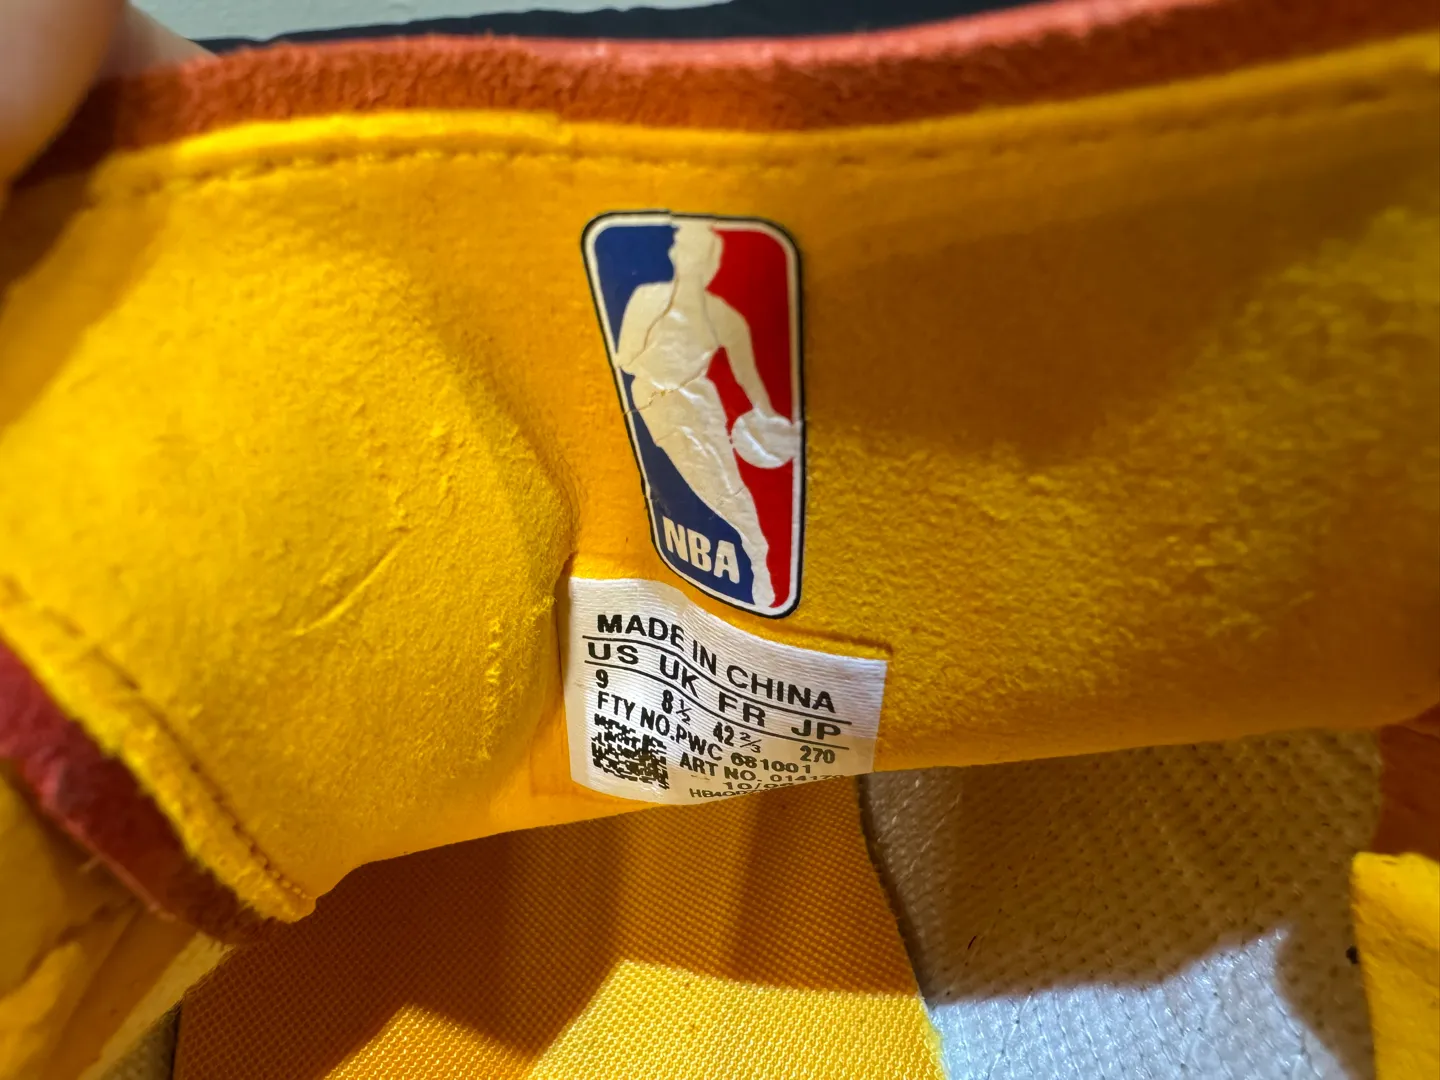 NBA
MADE IN CHINA
US UK FR JP
9 8½ 42⅔ 270
FTY NO.PWC 681001
ART NO.
10/